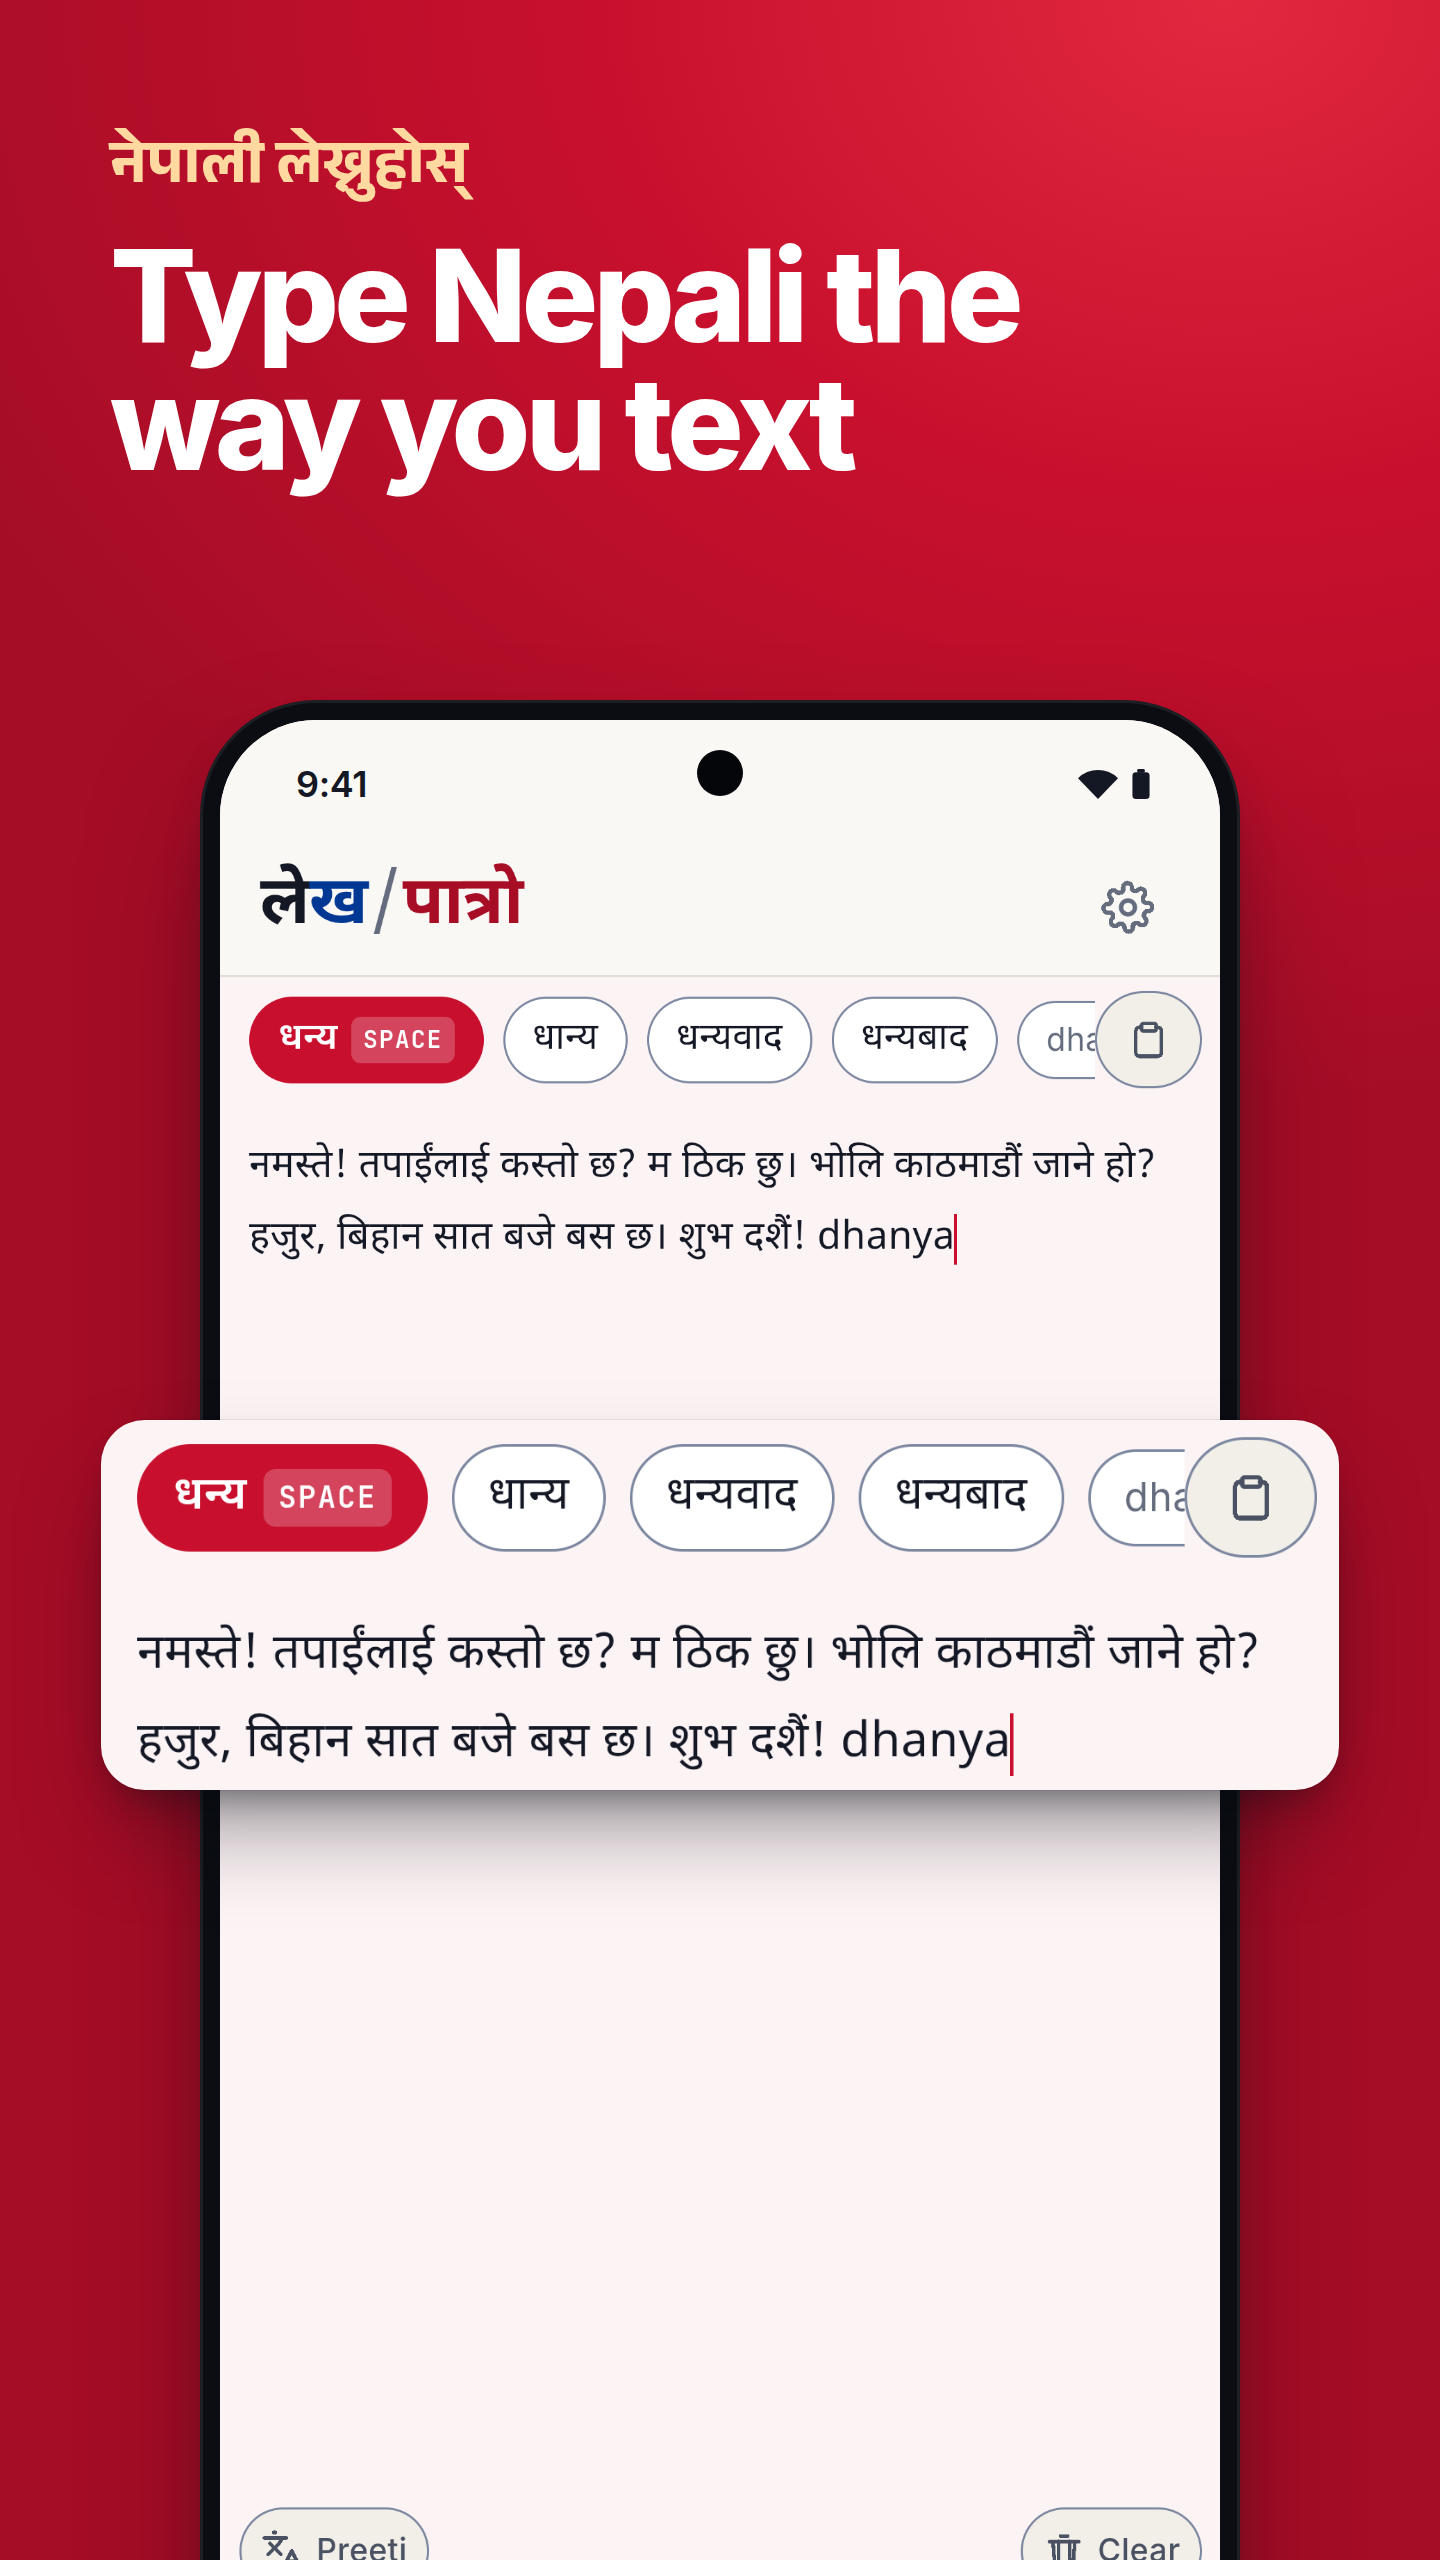 नेपाली लेख्नुहोस्
Type Nepali the
way you text
9:41
लेख/पात्रो
धन्य SPACE धान्य धन्यवाद धन्यबाद dha
नमस्ते! तपाईंलाई कस्तो छ? म ठिक छु। भोलि काठमाडौं जाने हो?
हजुर, बिहान सात बजे बस छ। शुभ दशैं! dhanya
धन्य SPACE धान्य धन्यवाद धन्यबाद dha
नमस्ते! तपाईंलाई कस्तो छ? म ठिक छु। भोलि काठमाडौं जाने हो?
हजुर, बिहान सात बजे बस छ। शुभ दशैं! dhanya
Preeti Clear